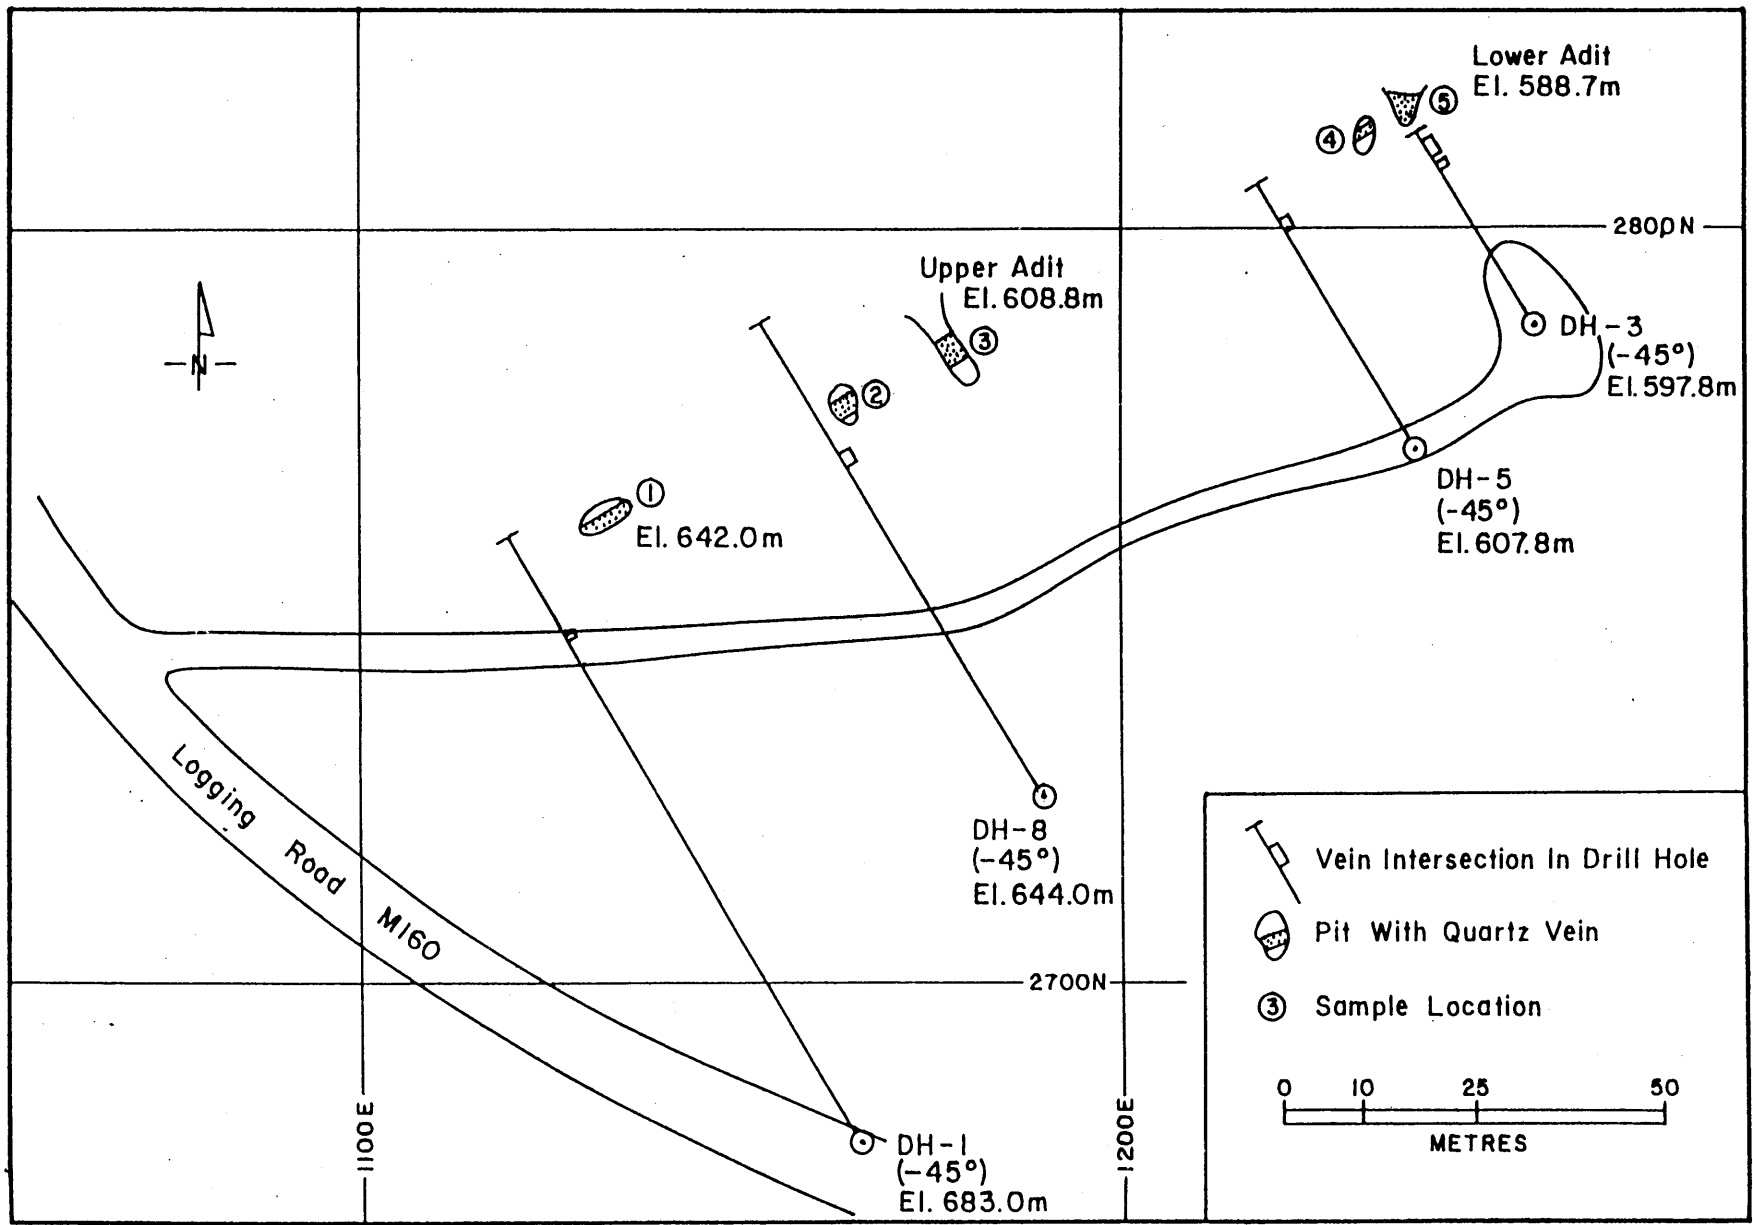 Lower Adit
El. 588.7m
5
4
2800N
Upper Adit
El. 608.8m
3
N
DH-3
(-45°)
El. 597.8m
2
DH-5
(-45°)
El. 607.8m
1
El. 642.0m
DH-8
(-45°)
El. 644.0m
Logging Road M160
2700N
1100E
1200E
DH-1
(-45°)
El. 683.0m
Vein Intersection In Drill Hole
Pit With Quartz Vein
3 Sample Location
0 10 25 50
METRES